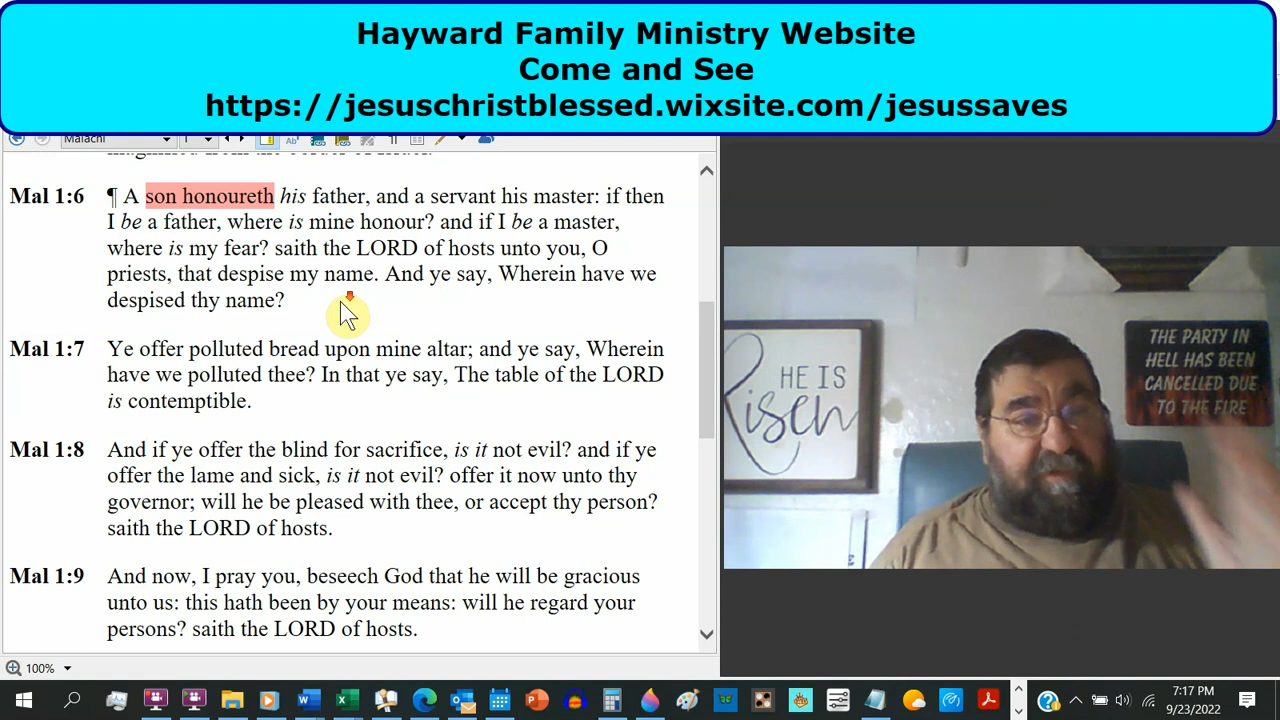 Hayward Family Ministry Website
Come and See
https://jesuschristblessed.wixsite.com/jesussaves
Malachi 1
magnified from the border of Israel.
Mal 1:6 ¶ A son honoureth his father, and a servant his master: if then
I be a father, where is mine honour? and if I be a master,
where is my fear? saith the LORD of hosts unto you, O
priests, that despise my name. And ye say, Wherein have we
despised thy name?
Mal 1:7 Ye offer polluted bread upon mine altar; and ye say, Wherein
have we polluted thee? In that ye say, The table of the LORD
is contemptible.
Mal 1:8 And if ye offer the blind for sacrifice, is it not evil? and if ye
offer the lame and sick, is it not evil? offer it now unto thy
governor; will he be pleased with thee, or accept thy person?
saith the LORD of hosts.
Mal 1:9 And now, I pray you, beseech God that he will be gracious
unto us: this hath been by your means: will he regard your
persons? saith the LORD of hosts.
100%
HE IS
Risen
THE PARTY IN
HELL HAS BEEN
CANCELLED DUE
TO THE FIRE
7:17 PM
9/23/2022